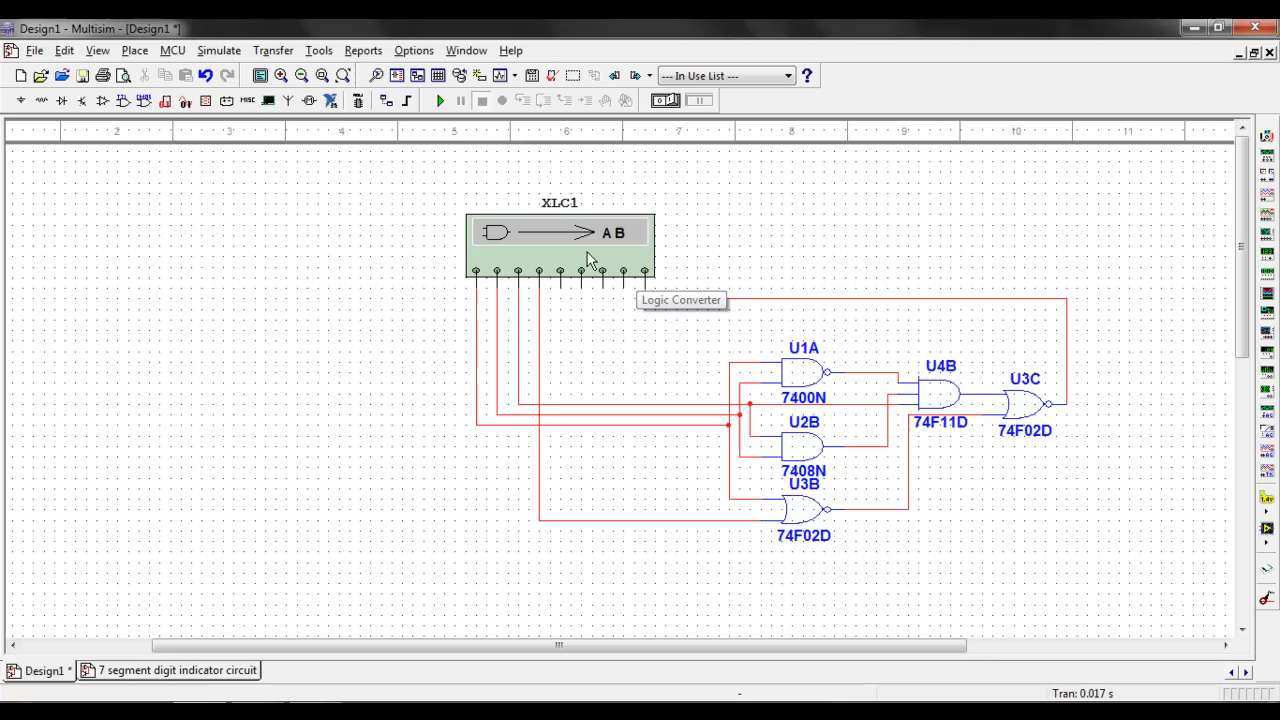 Design1 - Multisim - [Design1 *]
File Edit View Place MCU Simulate Transfer Tools Reports Options Window Help
--- In Use List --- ?
MISC
2 3 4 5 6 7 8 9 10 11
XLC1
A B
Logic Converter
U1A
7400N
U4B
74F11D
U3C
74F02D
U2B
7408N
U3B
74F02D
Design1 * 7 segment digit indicator circuit
- Tran: 0.017 s